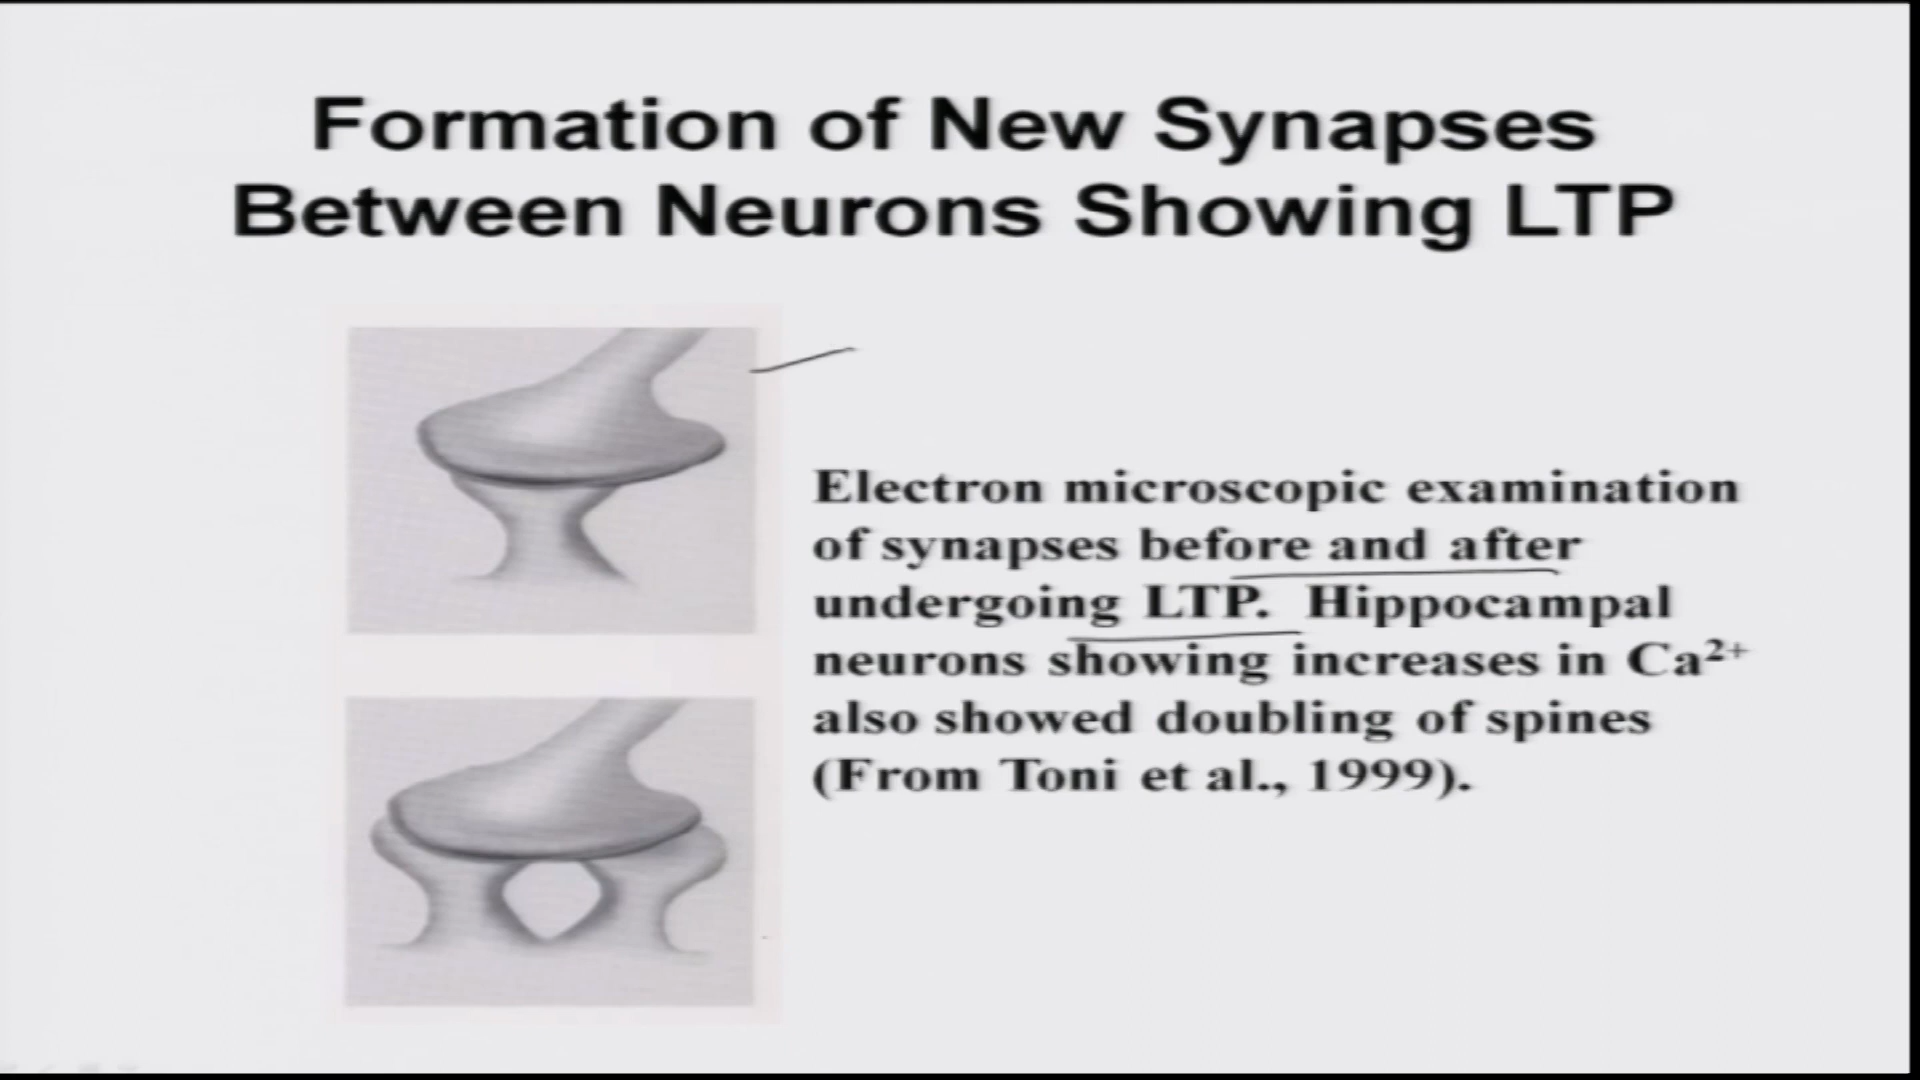 Formation of New Synapses
Between Neurons Showing LTP
Electron microscopic examination
of synapses before and after
undergoing LTP. Hippocampal
neurons showing increases in Ca²⁺
also showed doubling of spines
(From Toni et al., 1999).